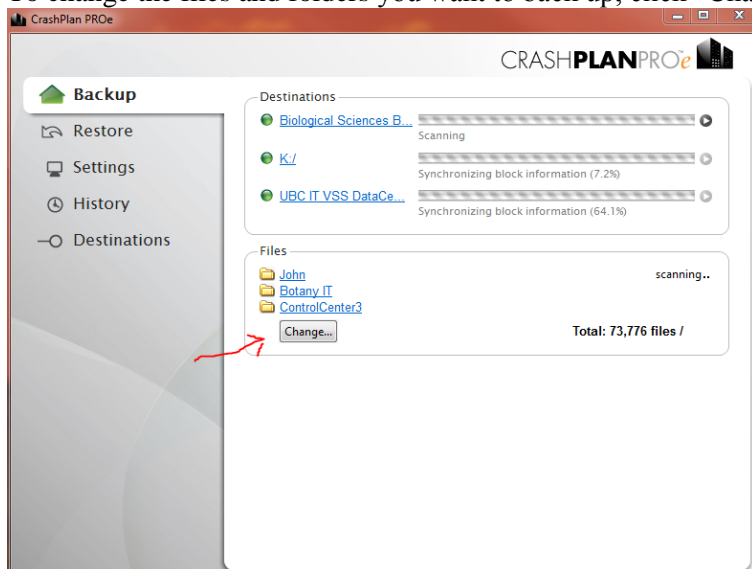 To change the files and folders you want to back up, click "Cha
CrashPlan PROe
CRASHPLANPROe
Backup
Restore
Settings
History
Destinations
Destinations
Biological Sciences B...
Scanning
K:/
Synchronizing block information (7.2%)
UBC IT VSS DataCe...
Synchronizing block information (64.1%)
Files
John
scanning..
Botany IT
ControlCenter3
Change...
Total: 73,776 files /